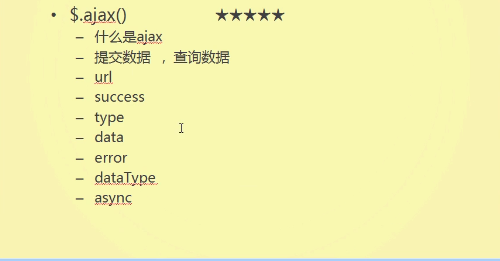 • $.ajax() ★★★★★
– 什么是ajax
– 提交数据 ，查询数据
– url
– success
– type
– data
– error
– dataType
– async